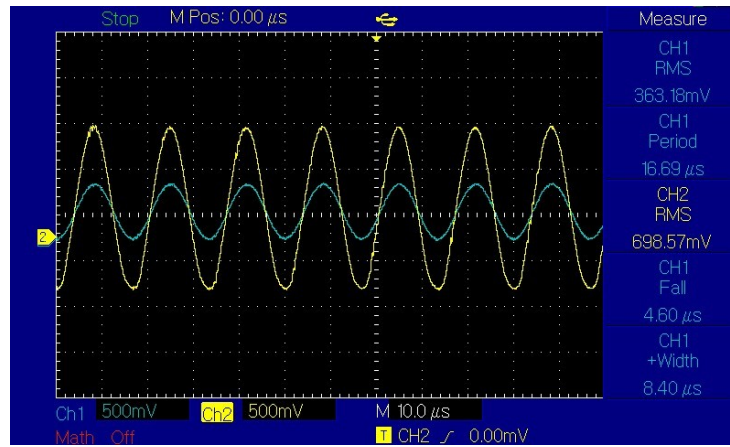 Stop M Pos: 0.00 μs Measure
CH1
RMS
363.18mV
CH1
Period
16.69 μs
CH2
RMS
698.57mV
CH1
Fall
4.60 μs
CH1
+Width
8.40 μs
2
Ch1 500mV Ch2 500mV M 10.0 μs
Math Off T CH2 0.00mV